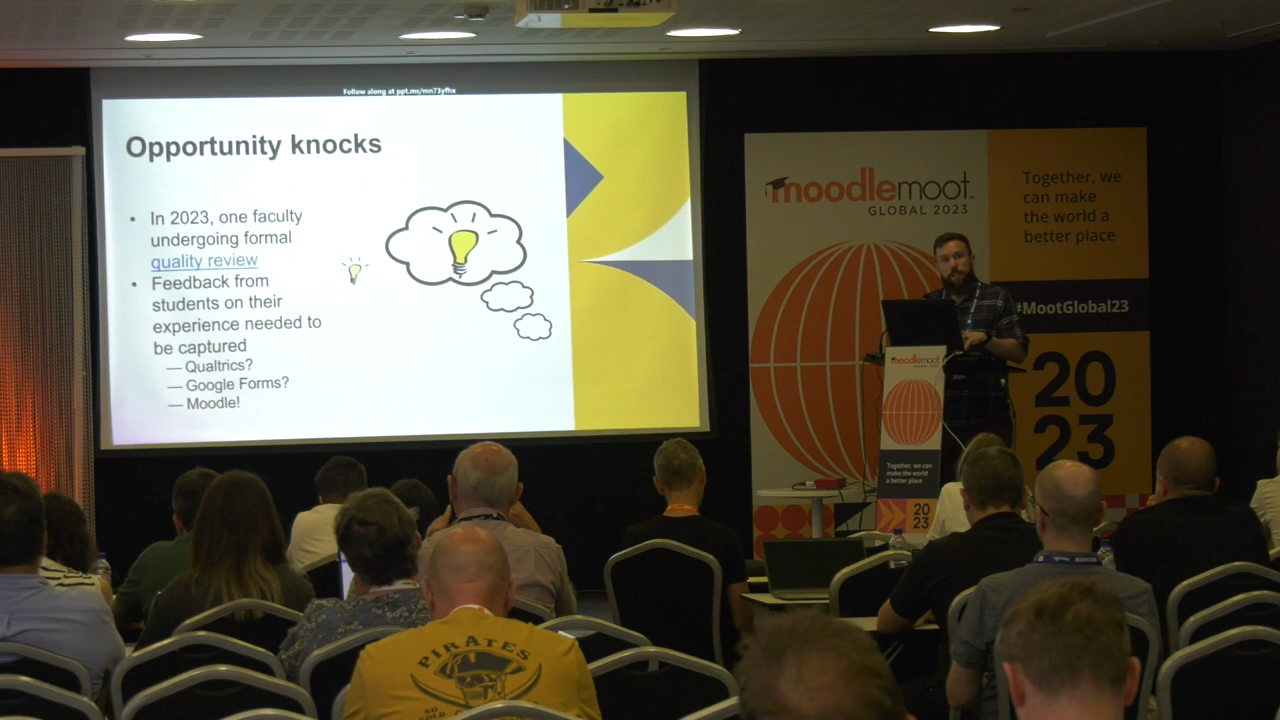 Follow along at ppt.ms/mn73yfhx
Opportunity knocks
• In 2023, one faculty
undergoing formal
quality review
• Feedback from
students on their
experience needed to
be captured
— Qualtrics?
— Google Forms?
— Moodle!
moodlemoot
GLOBAL 2023
Together, we
can make
the world a
better place
#MootGlobal23
20
23
moodlemoot
Together, we can
make the world
a better place
20
23
PIRATES
NO